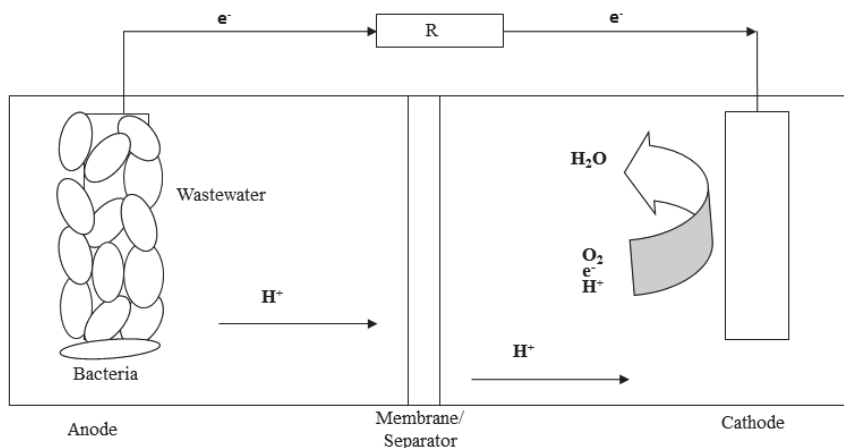 e⁻
R
e⁻
H₂O
Wastewater
O₂
e⁻
H⁺
H⁺
H⁺
Bacteria
Anode
Membrane/
Separator
Cathode